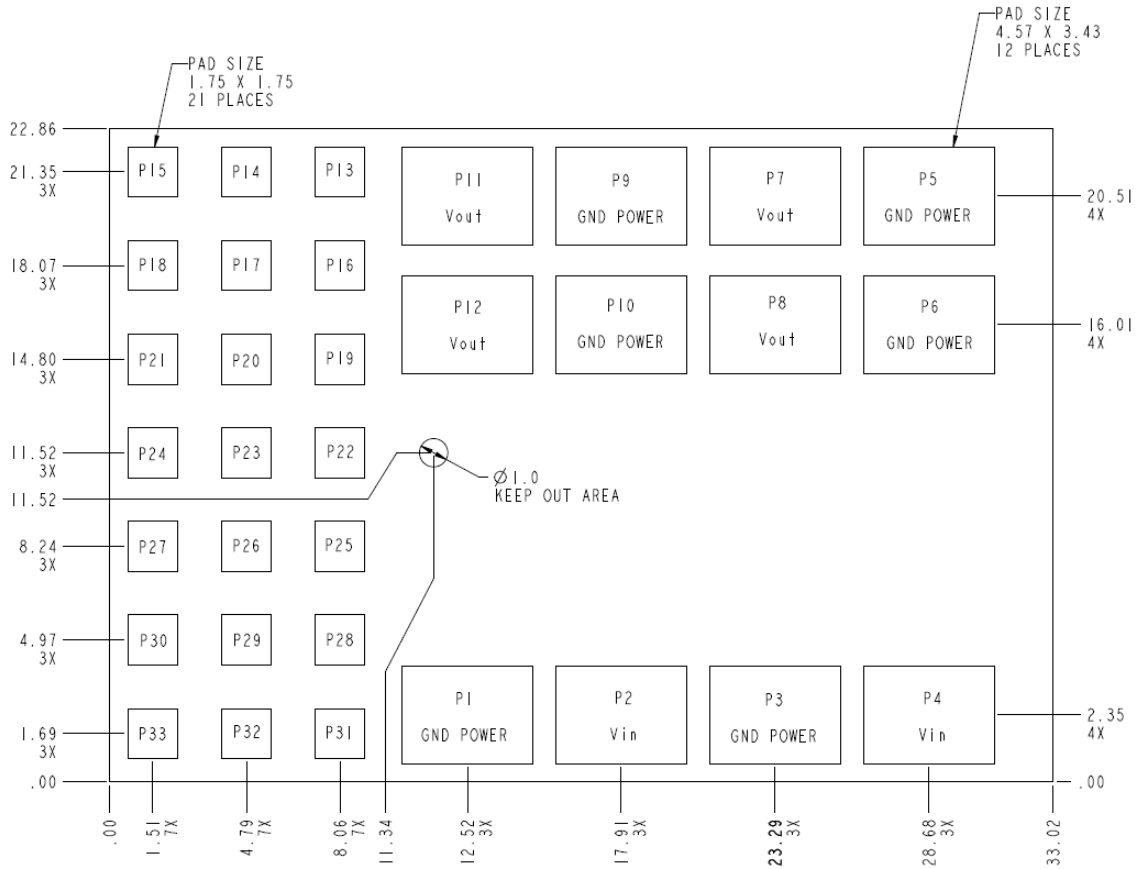 PAD SIZE
4.57 X 3.43
12 PLACES
PAD SIZE
1.75 X 1.75
21 PLACES
22.86
21.35
3X
P15
P14
P13
P11
Vout
P9
GND POWER
P7
Vout
P5
GND POWER
20.51
4X
18.07
3X
P18
P17
P16
P12
Vout
P10
GND POWER
P8
Vout
P6
GND POWER
16.01
4X
14.80
3X
P21
P20
P19
11.52
3X
P24
P23
P22
11.52
Ø1.0
KEEP OUT AREA
8.24
3X
P27
P26
P25
4.97
3X
P30
P29
P28
1.69
3X
P33
P32
P31
P1
GND POWER
P2
Vin
P3
GND POWER
P4
Vin
2.35
4X
.00
.00
.00
1.51
7X
4.79
7X
8.06
7X
11.34
12.52
3X
17.91
3X
23.29
3X
28.68
3X
33.02